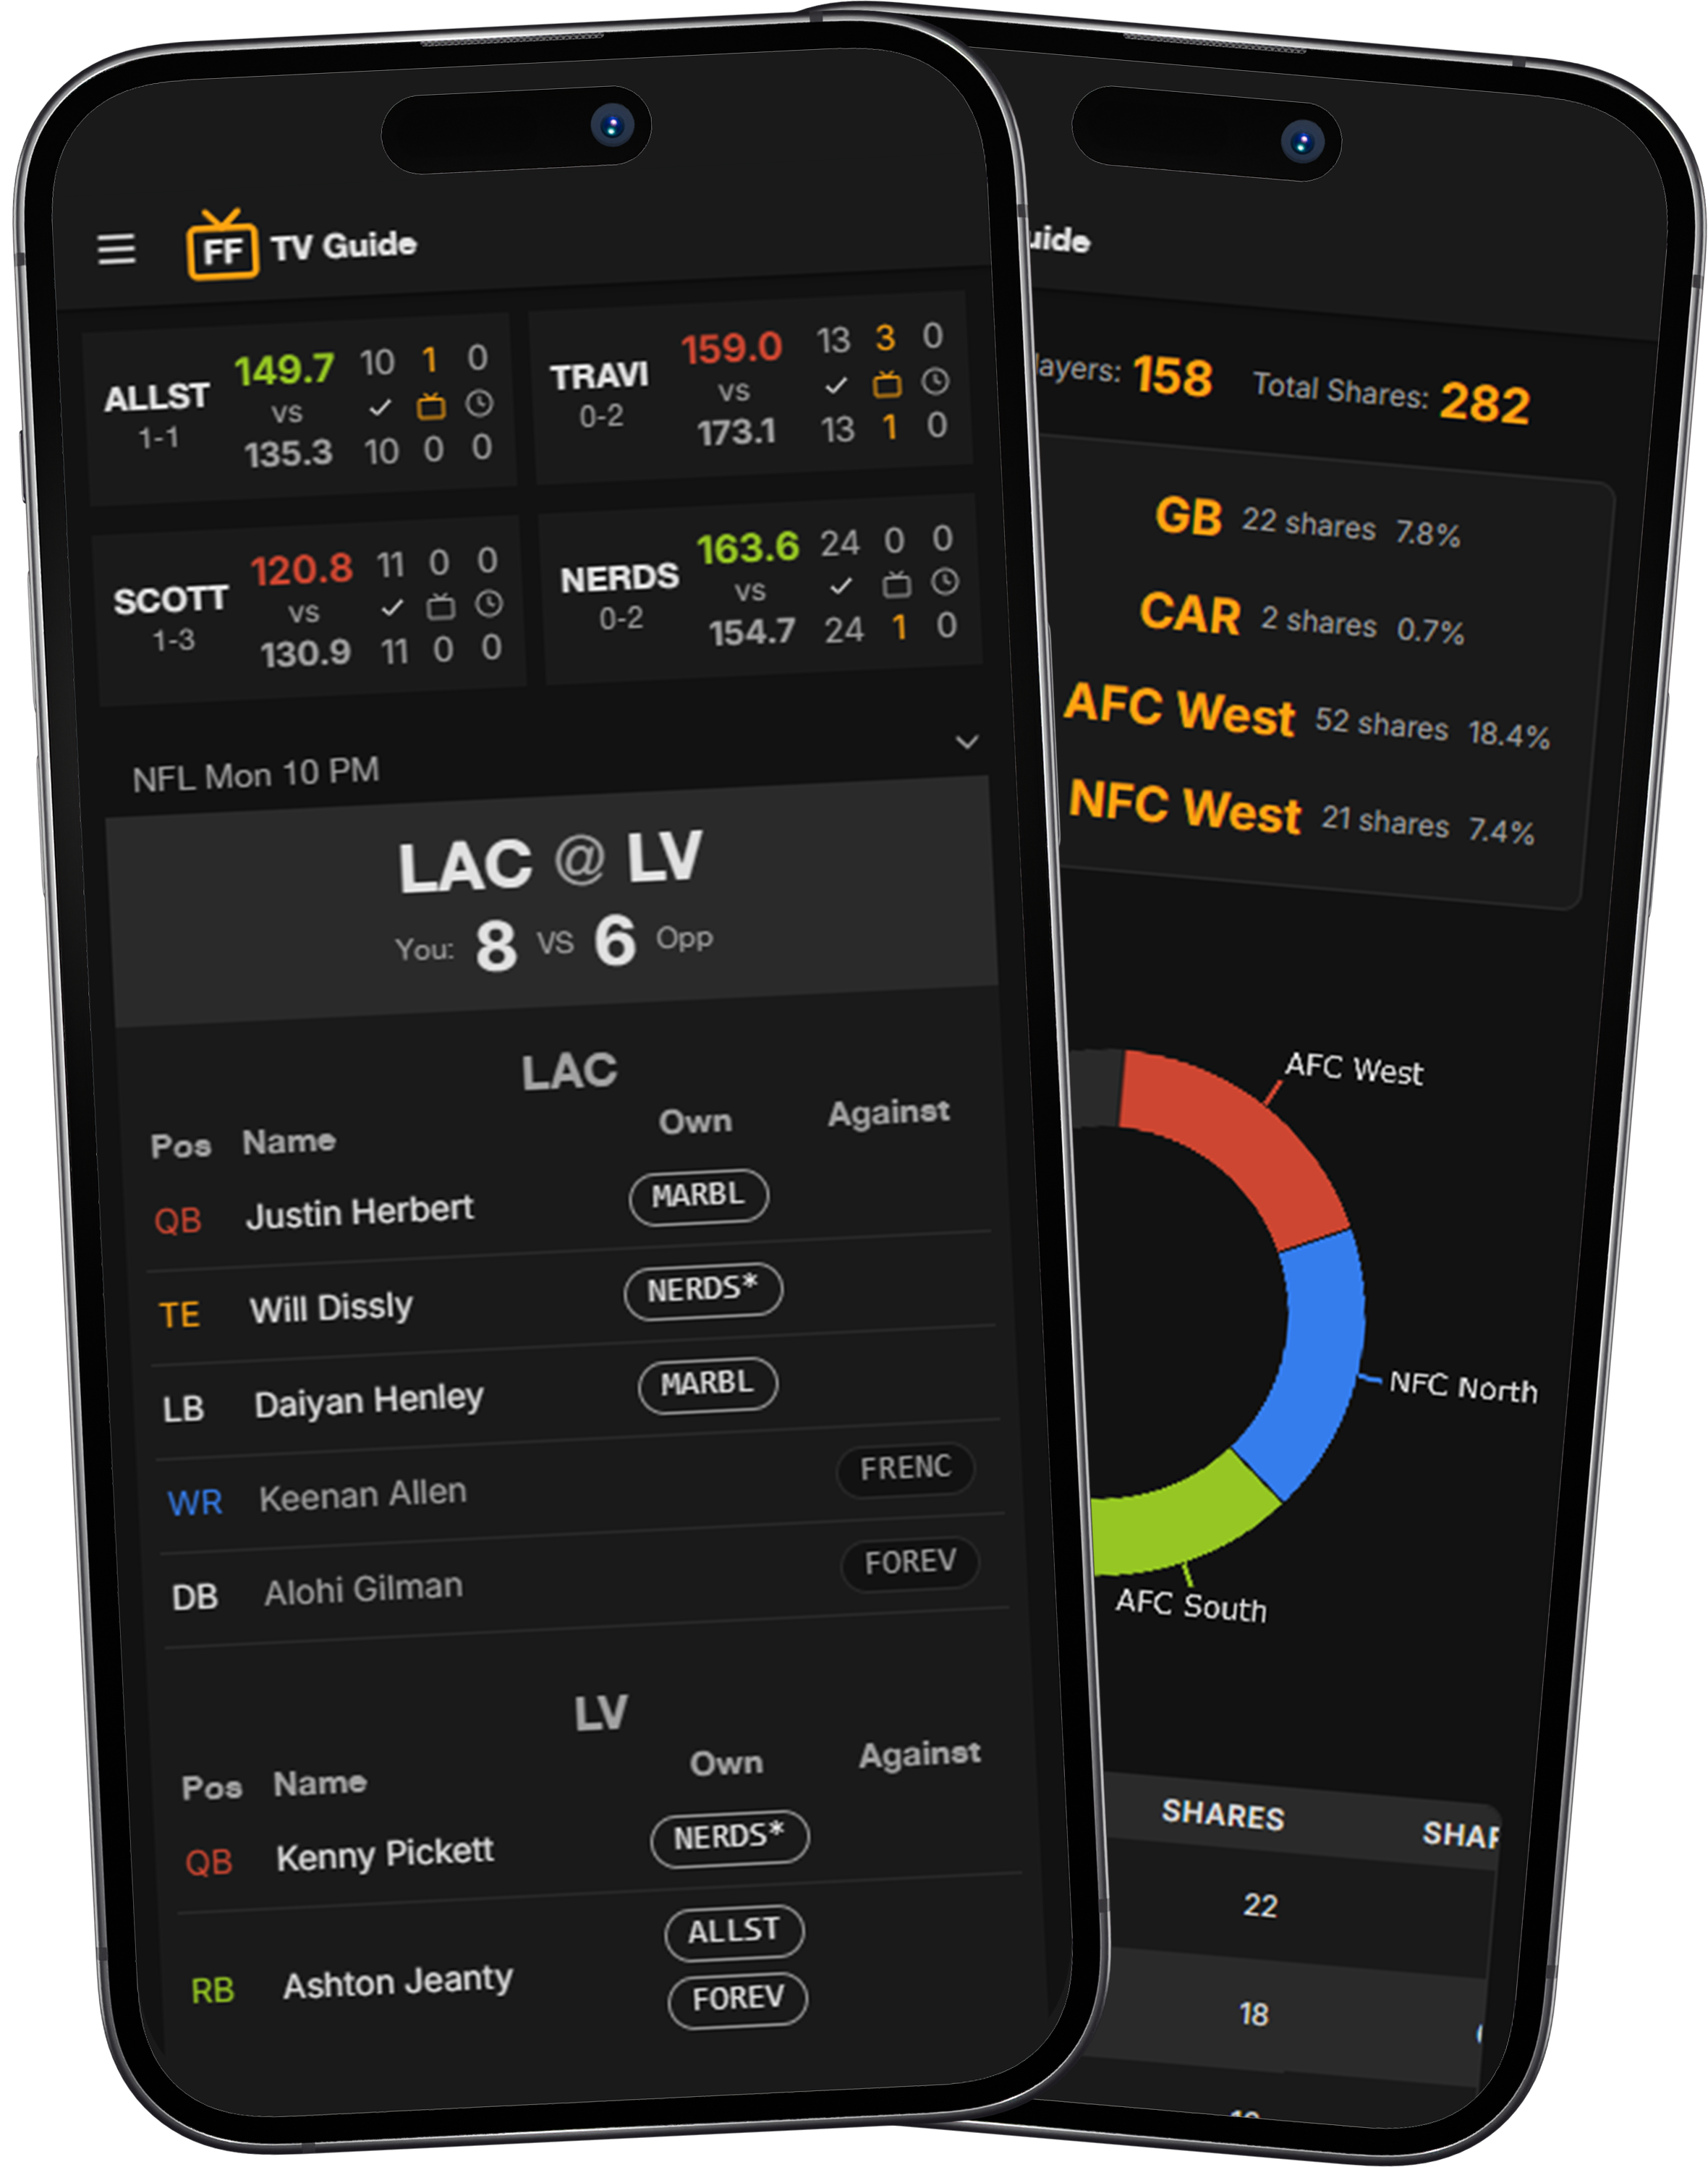 FF TV Guide
ALLST 1-1 149.7 vs 135.3 10 1 0 10 0 0
TRAVI 0-2 159.0 vs 173.1 13 3 0 13 1 0
SCOTT 1-3 120.8 vs 130.9 11 0 0 11 0 0
NERDS 0-2 163.6 vs 154.7 24 0 0 24 1 0
NFL Mon 10 PM
LAC @ LV
You: 8 VS 6 Opp
LAC
Pos Name Own Against
QB Justin Herbert MARBL
TE Will Dissly NERDS*
LB Daiyan Henley MARBL
WR Keenan Allen FRENC
DB Alohi Gilman FOREV
LV
Pos Name Own Against
QB Kenny Pickett NERDS*
RB Ashton Jeanty ALLST
FOREV
uide
layers: 158 Total Shares: 282
GB 22 shares 7.8%
CAR 2 shares 0.7%
AFC West 52 shares 18.4%
NFC West 21 shares 7.4%
AFC West
NFC North
AFC South
SHARES SHAR
22
18